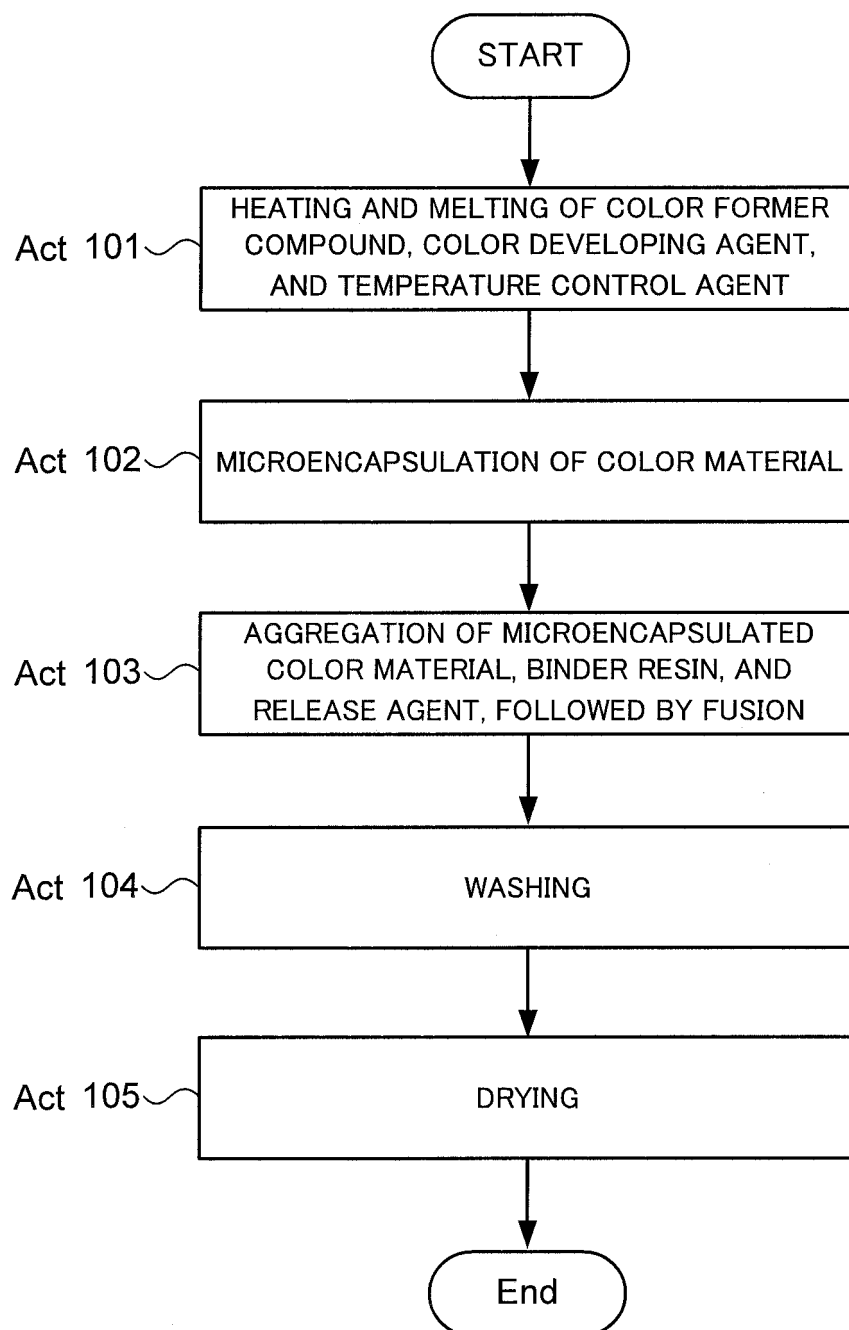 START
Act 101
HEATING AND MELTING OF COLOR FORMER
COMPOUND, COLOR DEVELOPING AGENT,
AND TEMPERATURE CONTROL AGENT
Act 102
MICROENCAPSULATION OF COLOR MATERIAL
Act 103
AGGREGATION OF MICROENCAPSULATED
COLOR MATERIAL, BINDER RESIN, AND
RELEASE AGENT, FOLLOWED BY FUSION
Act 104
WASHING
Act 105
DRYING
End